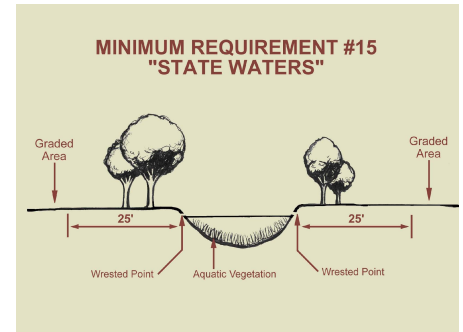 MINIMUM REQUIREMENT #15
"STATE WATERS"
Graded
Area
Graded
Area
25'
25'
Wrested Point
Aquatic Vegetation
Wrested Point